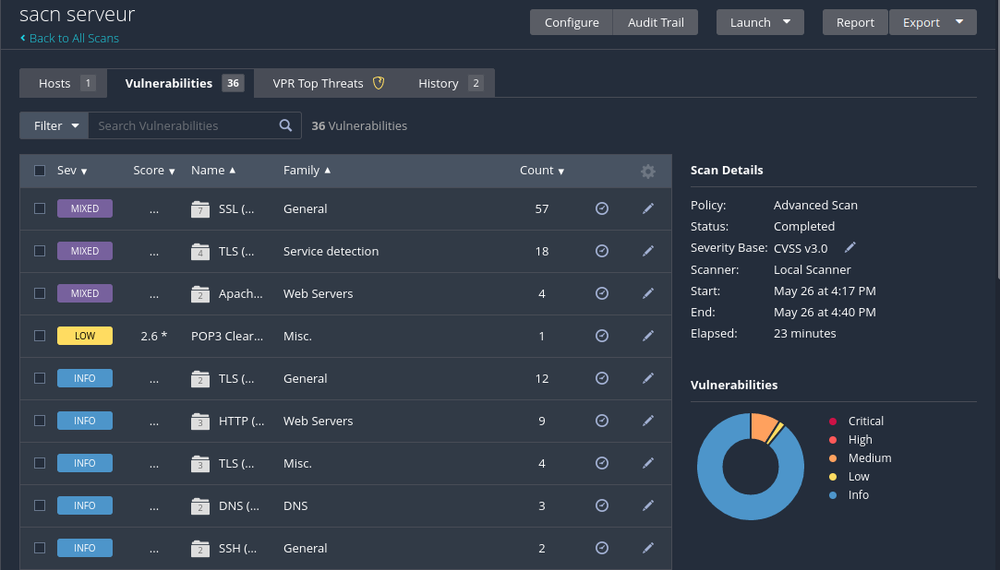 sacn serveur
Back to All Scans
Configure Audit Trail Launch Report Export
Hosts 1 Vulnerabilities 36 VPR Top Threats History 2
Filter Search Vulnerabilities 36 Vulnerabilities
Sev Score Name Family Count
MIXED ... 7 SSL (... General 57
MIXED ... 4 TLS (... Service detection 18
MIXED ... 2 Apach... Web Servers 4
LOW 2.6 * POP3 Clear... Misc. 1
INFO ... 2 TLS (... General 12
INFO ... 3 HTTP (... Web Servers 9
INFO ... 3 TLS (... Misc. 4
INFO ... 2 DNS (... DNS 3
INFO ... 2 SSH (... General 2
Scan Details
Policy: Advanced Scan
Status: Completed
Severity Base: CVSS v3.0
Scanner: Local Scanner
Start: May 26 at 4:17 PM
End: May 26 at 4:40 PM
Elapsed: 23 minutes
Vulnerabilities
Critical
High
Medium
Low
Info